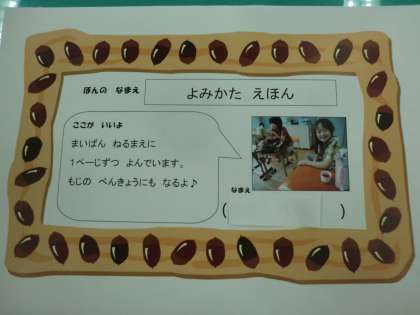 ほんの なまえ
よみかた えほん
ここが いいよ
まいばん ねるまえに
1ページずつ よんでいます。
もじの べんきょうにも なるよ♪
なまえ
(　　　)